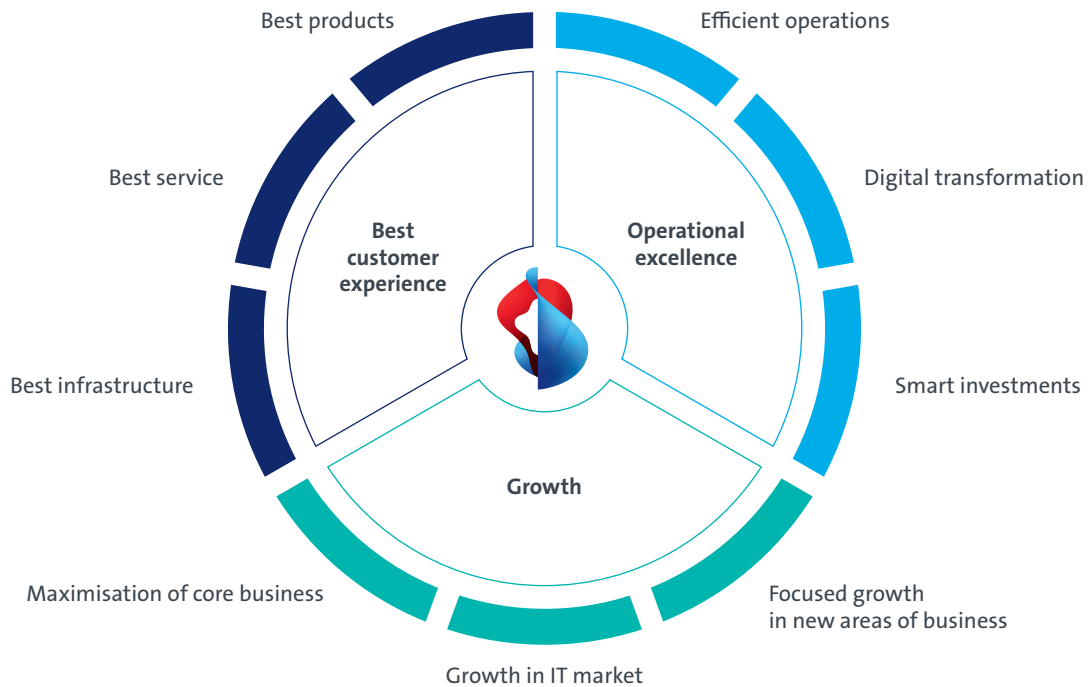 Best products
Efficient operations
Best service
Digital transformation
Best
customer
experience
Operational
excellence
Best infrastructure
Smart investments
Growth
Maximisation of core business
Focused growth
in new areas of business
Growth in IT market